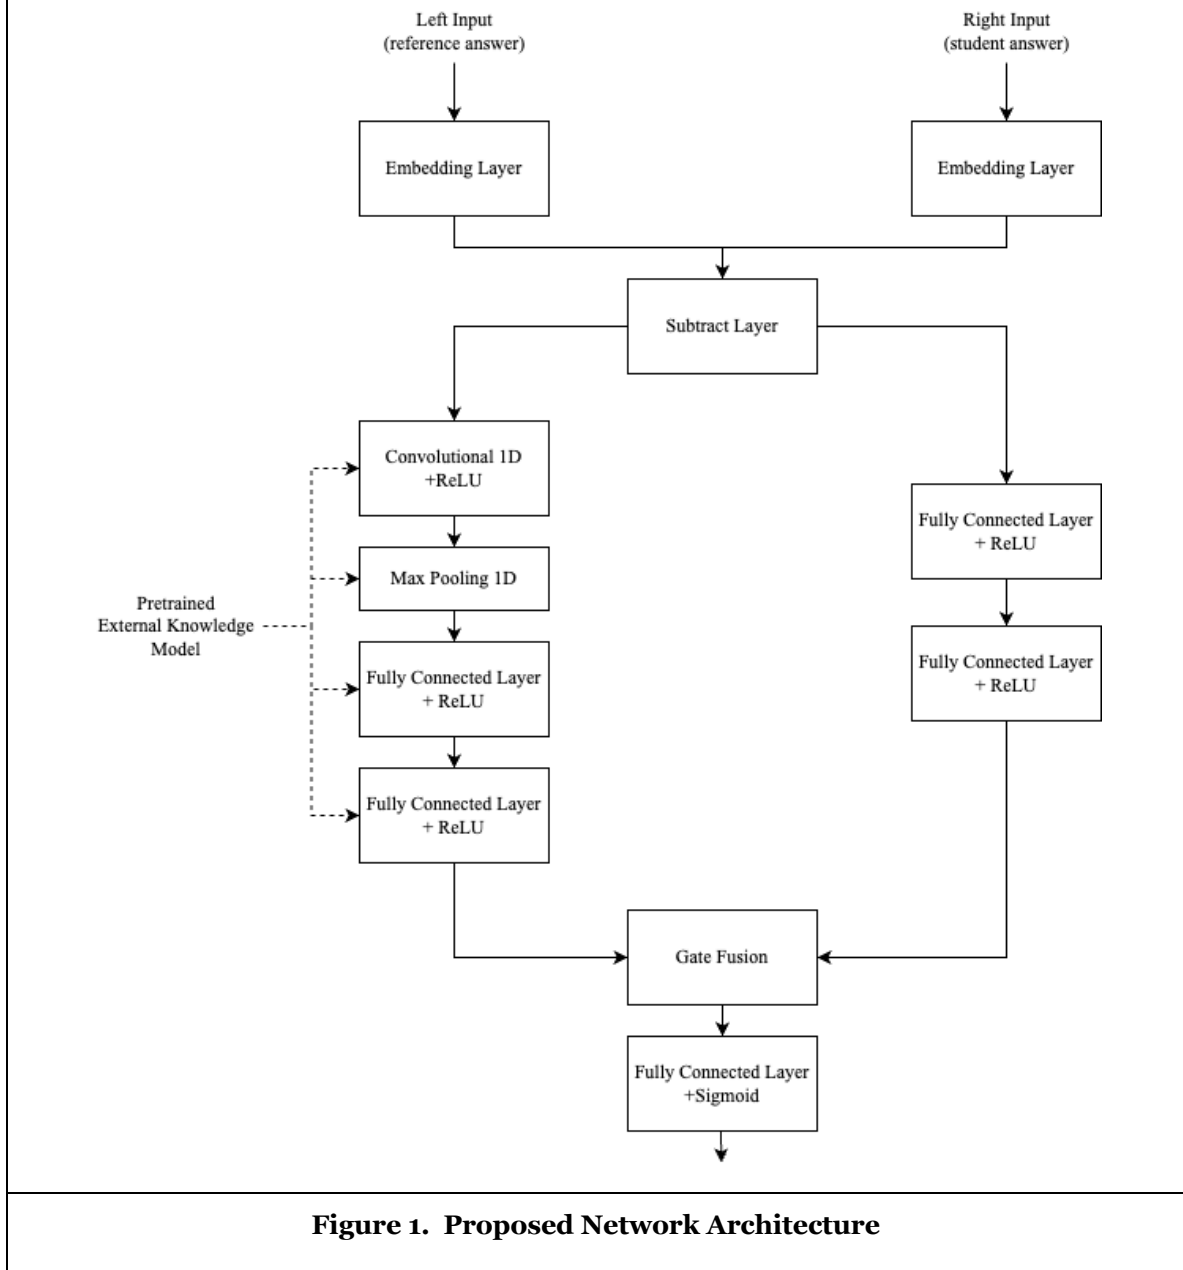 Left Input
(reference answer)
Right Input
(student answer)
Embedding Layer
Embedding Layer
Subtract Layer
Convolutional 1D
+ReLU
Max Pooling 1D
Pretrained
External Knowledge
Model
Fully Connected Layer
+ ReLU
Fully Connected Layer
+ ReLU
Fully Connected Layer
+ ReLU
Fully Connected Layer
+ ReLU
Gate Fusion
Fully Connected Layer
+Sigmoid
Figure 1. Proposed Network Architecture